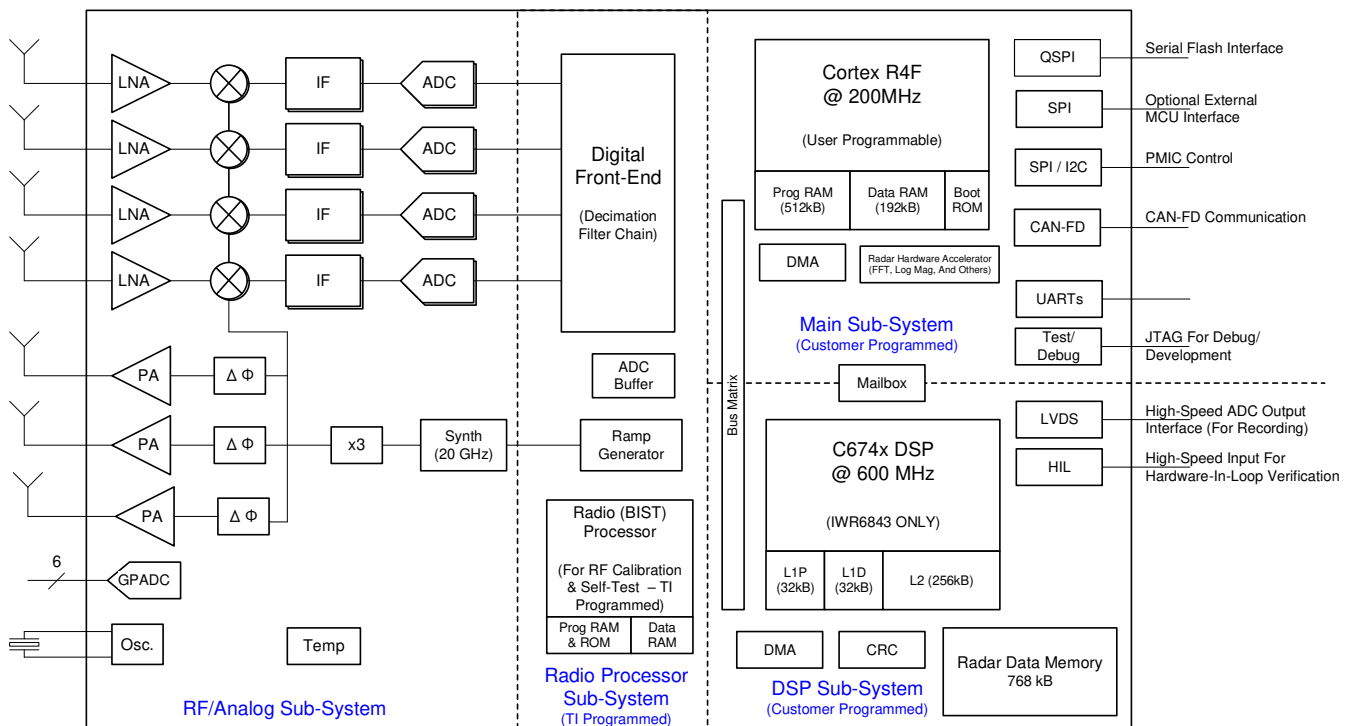 LNA
IF
ADC
LNA
IF
ADC
LNA
IF
ADC
LNA
IF
ADC
Digital
Front-End
(Decimation
Filter Chain)
PA
Δ Φ
PA
Δ Φ
x3
Synth
(20 GHz)
PA
Δ Φ
ADC
Buffer
Ramp
Generator
6
GPADC
Osc.
Temp
RF/Analog Sub-System
Radio (BIST)
Processor
(For RF Calibration
& Self-Test – TI
Programmed)
Prog RAM
& ROM
Data
RAM
Radio Processor
Sub-System
(TI Programmed)
Bus Matrix
Cortex R4F
@ 200MHz
(User Programmable)
Prog RAM
(512kB)
Data RAM
(192kB)
Boot
ROM
DMA
Radar Hardware Accelerator
(FFT, Log Mag, And Others)
Main Sub-System
(Customer Programmed)
Mailbox
C674x DSP
@ 600 MHz
(IWR6843 ONLY)
L1P
(32kB)
L1D
(32kB)
L2 (256kB)
DMA
CRC
DSP Sub-System
(Customer Programmed)
Radar Data Memory
768 kB
QSPI
Serial Flash Interface
SPI
Optional External
MCU Interface
SPI / I2C
PMIC Control
CAN-FD
CAN-FD Communication
UARTs
Test/
Debug
JTAG For Debug/
Development
LVDS
High-Speed ADC Output
Interface (For Recording)
HIL
High-Speed Input For
Hardware-In-Loop Verification